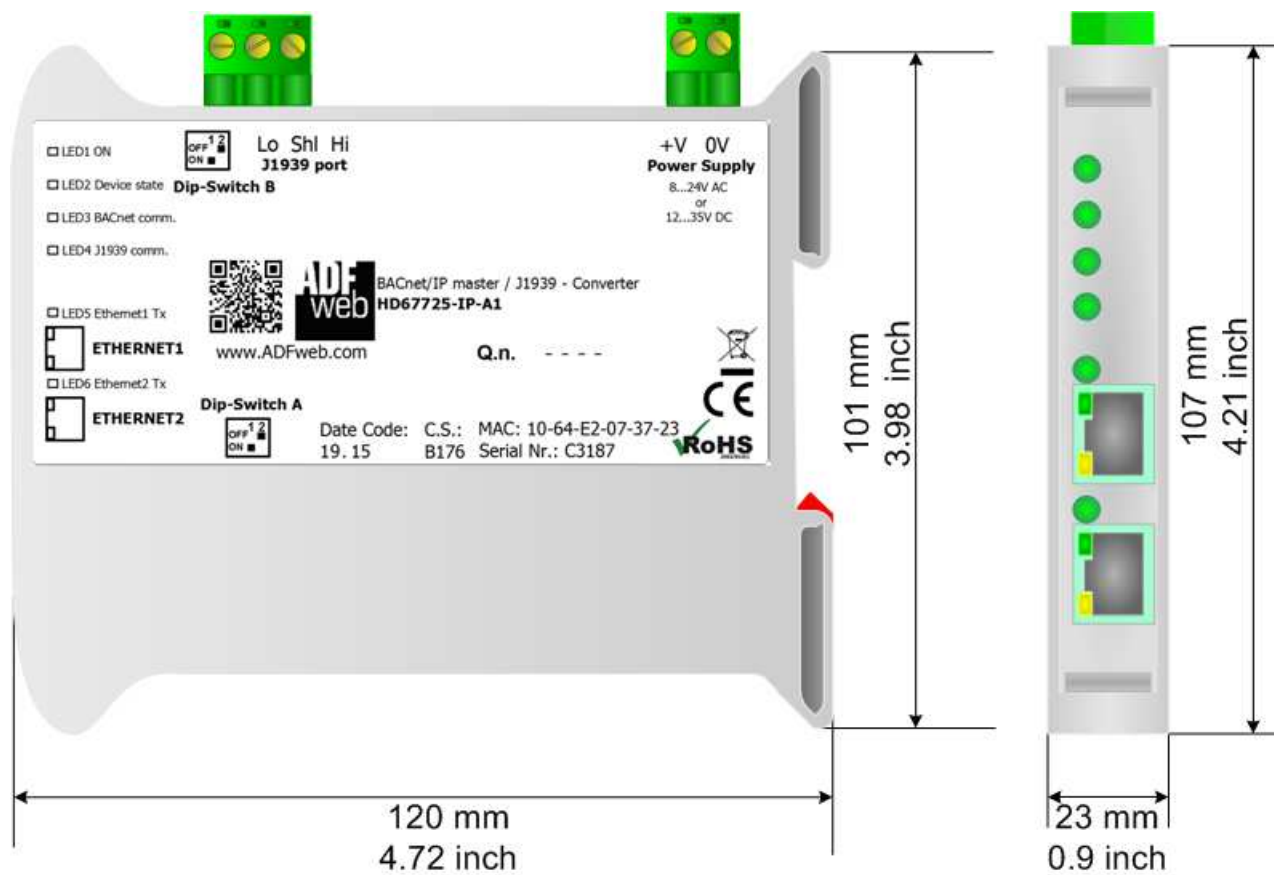 LED1 ON
OFF 1 2
ON
Lo Shl Hi
J1939 port
+V 0V
Power Supply
LED2 Device state
Dip-Switch B
8...24V AC
or
12...35V DC
LED3 BACnet comm.
LED4 J1939 comm.
ADF
web
BACnet/IP master / J1939 - Converter
HD67725-IP-A1
LED5 Ethernet1 Tx
ETHERNET1
www.ADFweb.com
Q.n. - - - -
LED6 Ethernet2 Tx
ETHERNET2
Dip-Switch A
OFF 1 2
ON
Date Code: C.S.: MAC: 10-64-E2-07-37-23
19. 15 B176 Serial Nr.: C3187
CE
RoHS
101 mm
3.98 inch
107 mm
4.21 inch
120 mm
4.72 inch
23 mm
0.9 inch